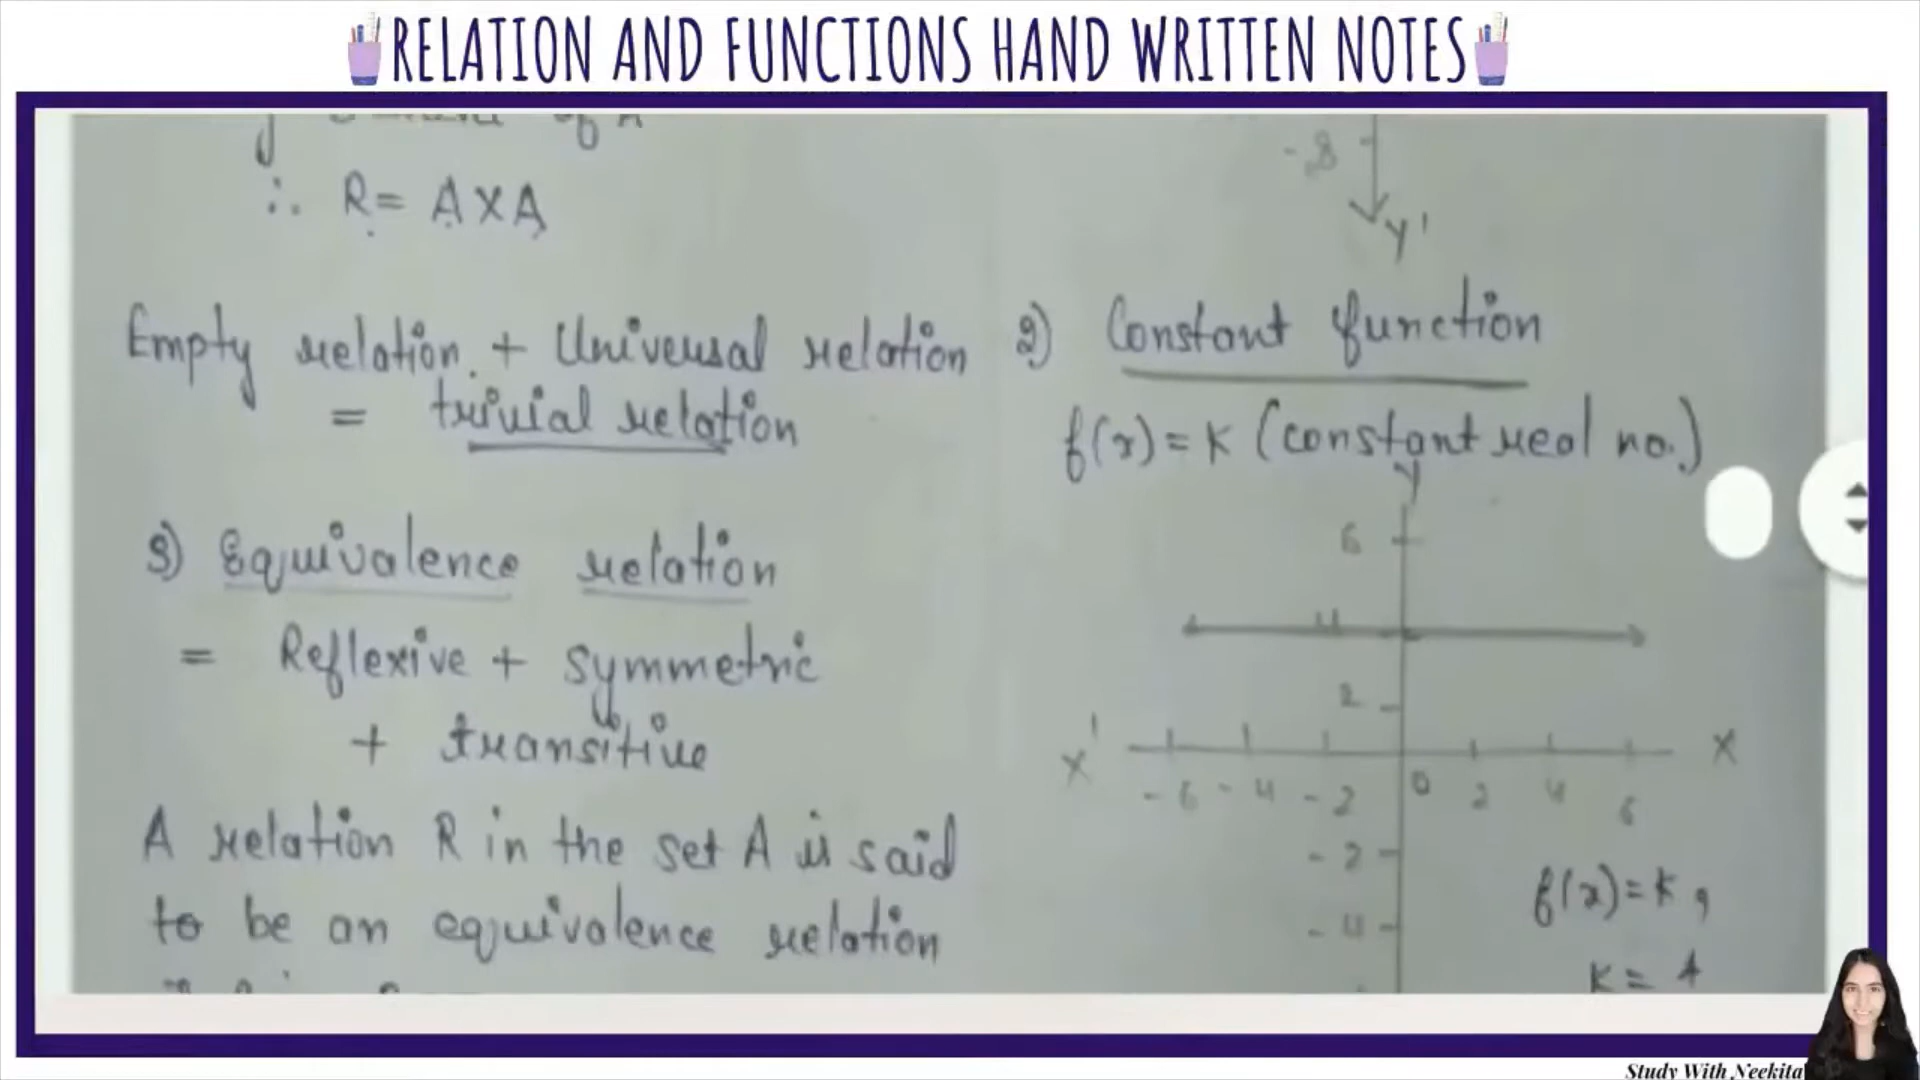 RELATION AND FUNCTIONS HAND WRITTEN NOTES
of A
∴ R = A X A
Empty relation + Universal relation
= trivial relation
3) Equivalence relation
= Reflexive + symmetric
+ transitive
A relation R in the set A is said
to be an equivalence relation
-8
Y'
2) Constant function
f(x) = K (constant real no.)
Y
6
4
2
X' X
-6 -4 -2 0 2 4 6
-2
-4
f(x) = K,
K = 4
Study With Neekita